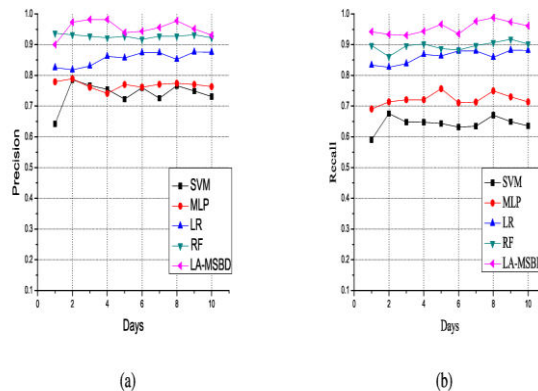 1.0
0.9
0.8
0.7
0.6
0.5
0.4
0.3
0.2
0.1
Precision
SVM
MLP
LR
RF
LA-MSBD
0 2 4 6 8 10
Days
(a)
1.0
0.9
0.8
0.7
0.6
0.5
0.4
0.3
0.2
0.1
Recall
SVM
MLP
LR
RF
LA-MSBD
0 2 4 6 8 10
Days
(b)